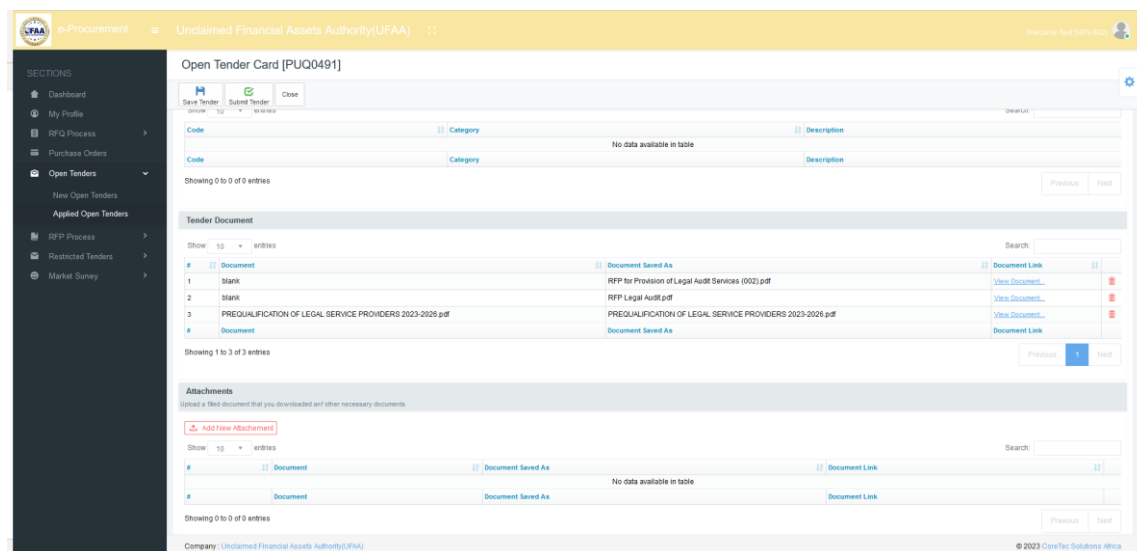 UFAA
e-Procurement
Unclaimed Financial Assets Authority(UFAA)
SECTIONS
Dashboard
My Profile
RFQ Process
Purchase Orders
Open Tenders
New Open Tenders
Applied Open Tenders
RFP Process
Restricted Tenders
Market Survey
Open Tender Card [PUQ0491]
Save Tender Submit Tender Close
Show 10 entries Search:
Code Category Description
No data available in table
Code Category Description
Showing 0 to 0 of 0 entries
Previous Next
Tender Document
Show 10 entries Search:
# Document Document Saved As Document Link
1 blank RFP for Provision of Legal Audit Services (002).pdf View Document...
2 blank RFP Legal Audit.pdf View Document...
3 PREQUALIFICATION OF LEGAL SERVICE PROVIDERS 2023-2026.pdf PREQUALIFICATION OF LEGAL SERVICE PROVIDERS 2023-2026.pdf View Document...
# Document Document Saved As Document Link
Showing 1 to 3 of 3 entries
Previous 1 Next
Attachments
Upload a filled document that you downloaded anf other necessary documents
Add New Attachement
Show 10 entries Search:
# Document Document Saved As Document Link
No data available in table
# Document Document Saved As Document Link
Showing 0 to 0 of 0 entries
Previous Next
Company : Unclaimed Financial Assets Authority(UFAA) © 2023 CoreTec Solutions Africa